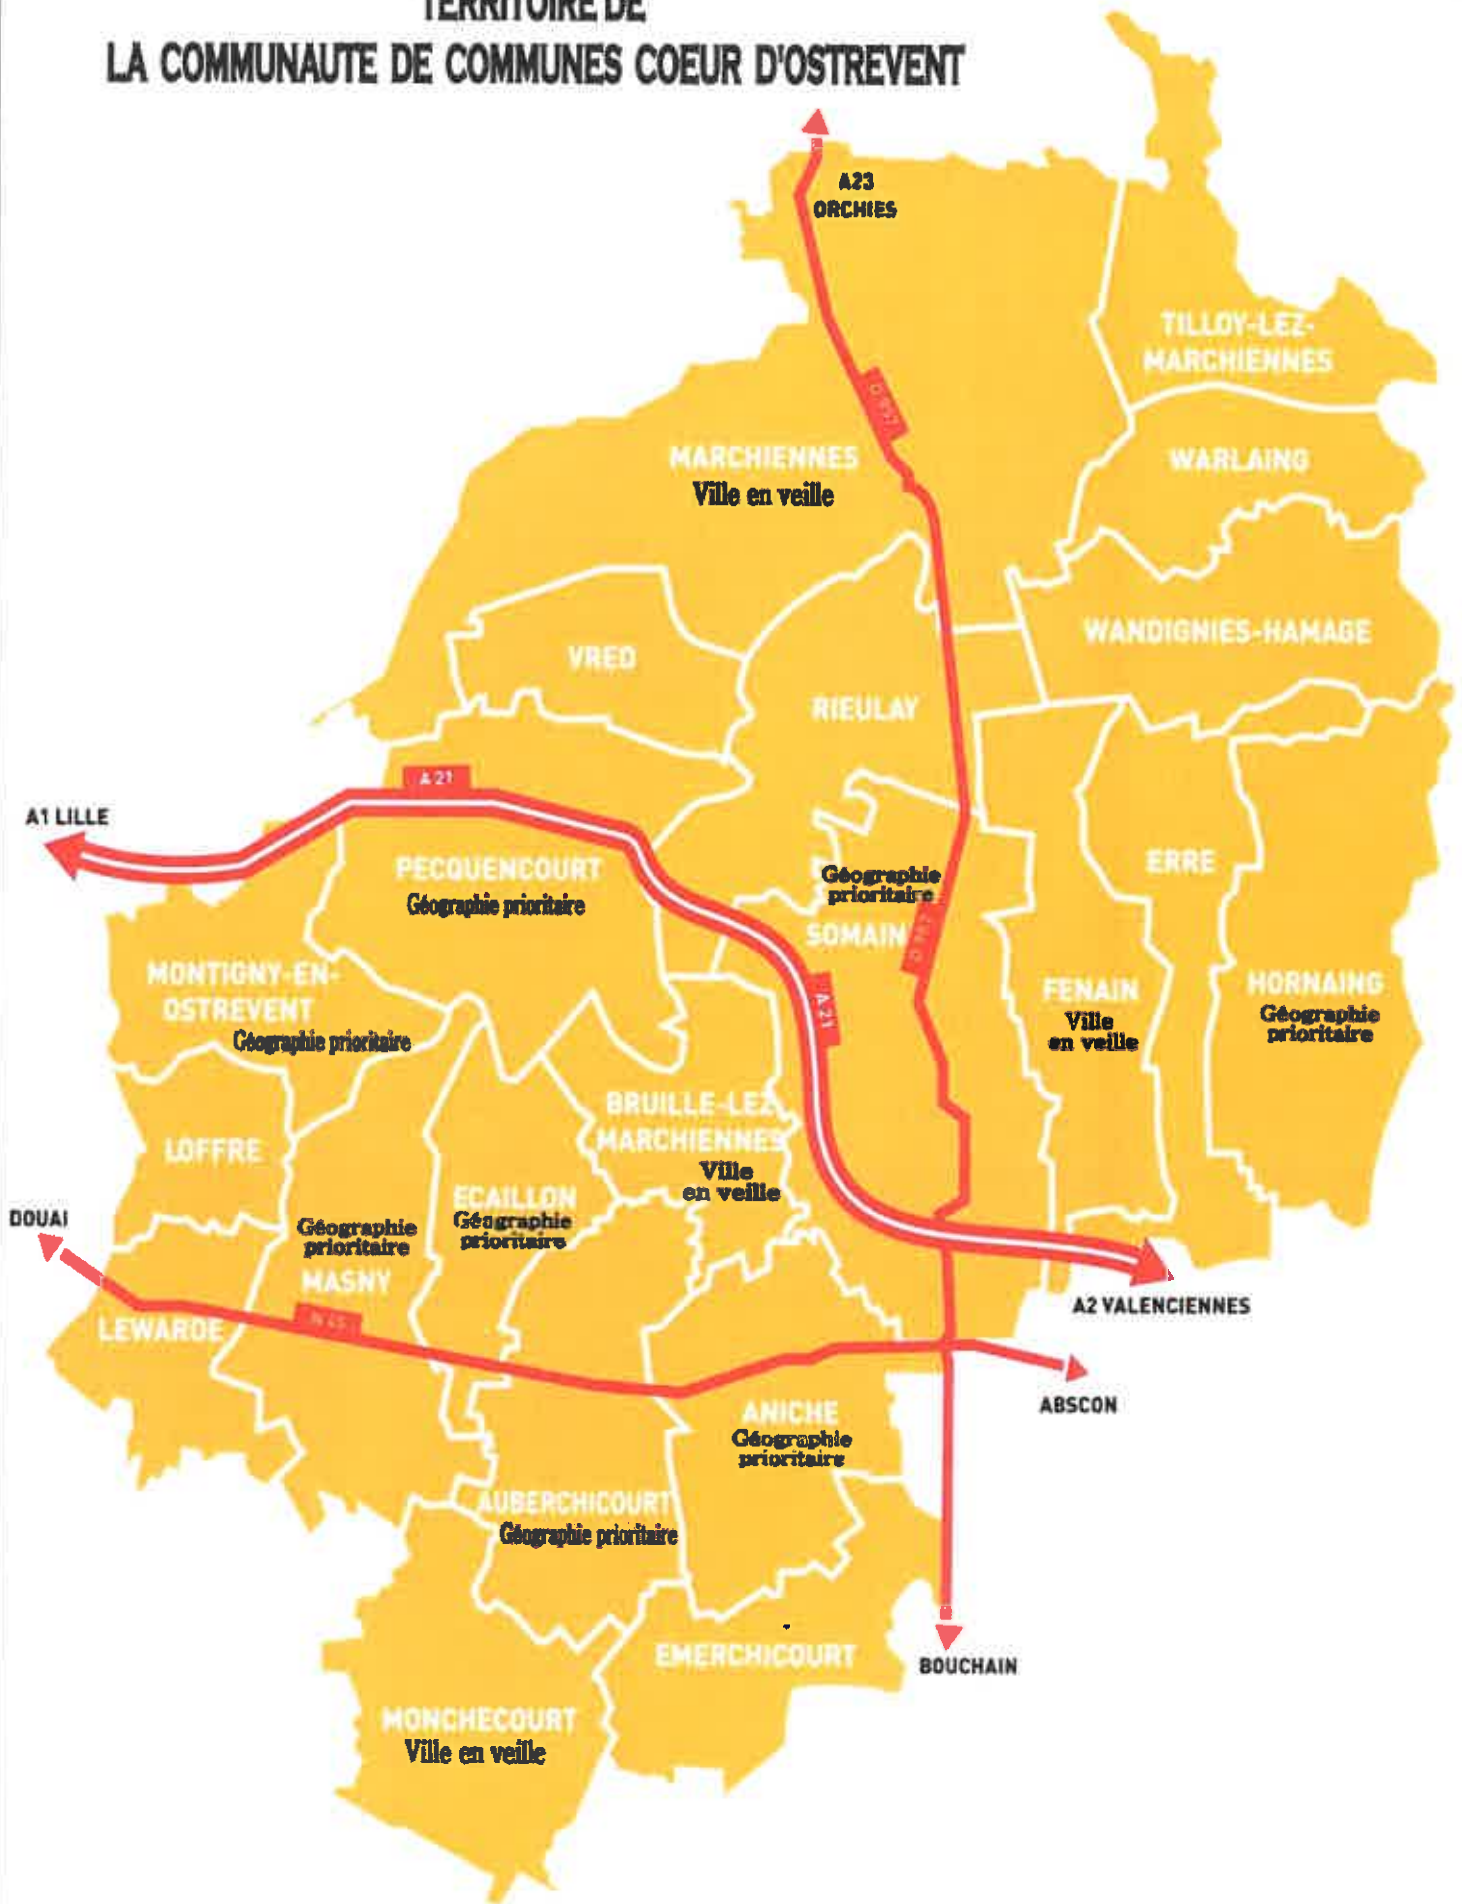 TERRITOIRE DE
LA COMMUNAUTE DE COMMUNES COEUR D'OSTREVENT
A23
ORCHIES
TILLOY-LEZ-
MARCHIENNES
D 957
MARCHIENNES
Ville en veille
WARLAING
WANDIGNIES-HAMAGE
VRED
RIEULAY
A 21
A1 LILLE
PECQUENCOURT
Géographie prioritaire
Géographie
prioritaire
SOMAIN
ERRE
MONTIGNY-EN-
OSTREVENT
Géographie prioritaire
A 21
FENAIN
Ville
en veille
HORNAING
Géographie
prioritaire
BRUILLE-LEZ
MARCHIENNES
Ville
en veille
LOFFRE
ECAILLON
Géographie
prioritaire
DOUAI
Géographie
prioritaire
MASNY
LEWARDE
N 45
A2 VALENCIENNES
ABSCON
ANICHE
Géographie
prioritaire
AUBERCHICOURT
Géographie prioritaire
EMERCHICOURT
BOUCHAIN
MONCHECOURT
Ville en veille